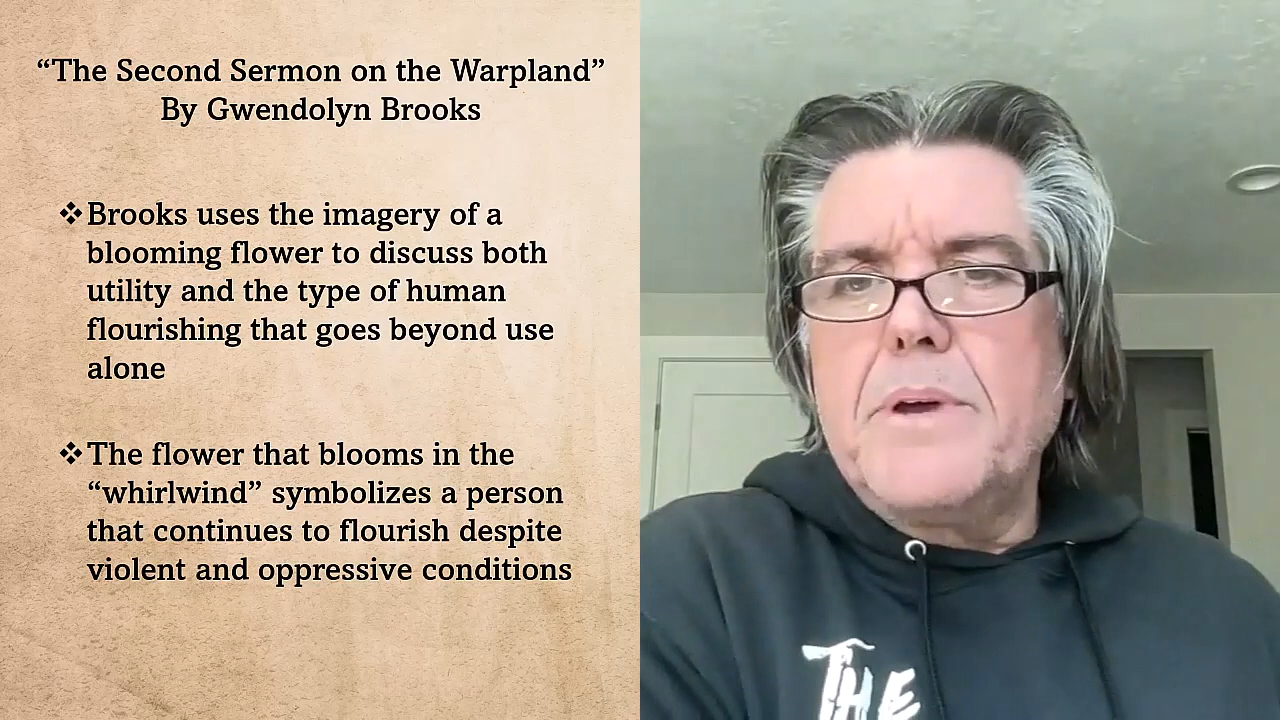 “The Second Sermon on the Warpland”
By Gwendolyn Brooks
❖Brooks uses the imagery of a
blooming flower to discuss both
utility and the type of human
flourishing that goes beyond use
alone
❖The flower that blooms in the
“whirlwind” symbolizes a person
that continues to flourish despite
violent and oppressive conditions
THE